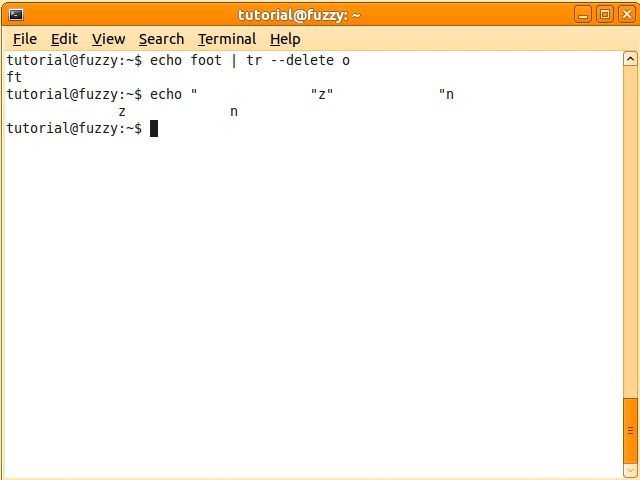 tutorial@fuzzy: ~
File Edit View Search Terminal Help
tutorial@fuzzy:~$ echo foot | tr --delete o
ft
tutorial@fuzzy:~$ echo "              "z"             "n
              z             n
tutorial@fuzzy:~$